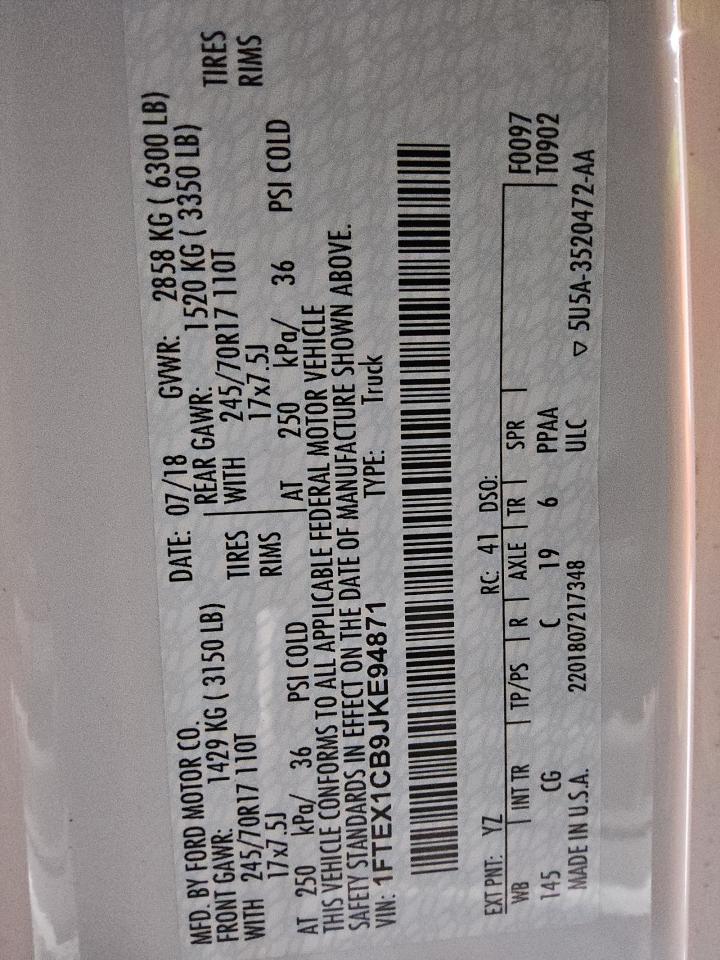 MFD. BY FORD MOTOR CO.
DATE: 07/18 GVWR: 2858 KG ( 6300 LB)
FRONT GAWR: 1429 KG ( 3150 LB) REAR GAWR: 1520 KG ( 3350 LB)
WITH 245/70R17 110T TIRES WITH 245/70R17 110T TIRES
17x7.5J RIMS 17x7.5J RIMS
AT 250 kPa/ 36 PSI COLD AT 250 kPa/ 36 PSI COLD
THIS VEHICLE CONFORMS TO ALL APPLICABLE FEDERAL MOTOR VEHICLE
SAFETY STANDARDS IN EFFECT ON THE DATE OF MANUFACTURE SHOWN ABOVE.
VIN: 1FTEX1CB9JKE94871 TYPE: Truck
EXT PNT: YZ RC: 41 DSO:
WB INT TR TP/PS R AXLE TR SPR F0097
145 CG C 19 6 PPAA T0902
MADE IN U.S.A. 2201807217348 ULC ▽ 5U5A-3520472-AA